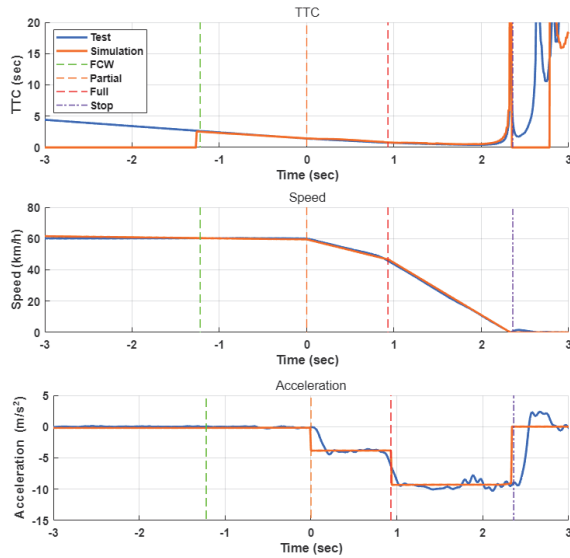 TTC
20
15
10
5
0
TTC (sec)
Test
Simulation
FCW
Partial
Full
Stop
-3 -2 -1 0 1 2 3
Time (sec)
Speed
80
60
40
20
0
Speed (km/h)
-3 -2 -1 0 1 2 3
Time (sec)
Acceleration
5
0
-5
-10
-15
Acceleration (m/s²)
-3 -2 -1 0 1 2 3
Time (sec)